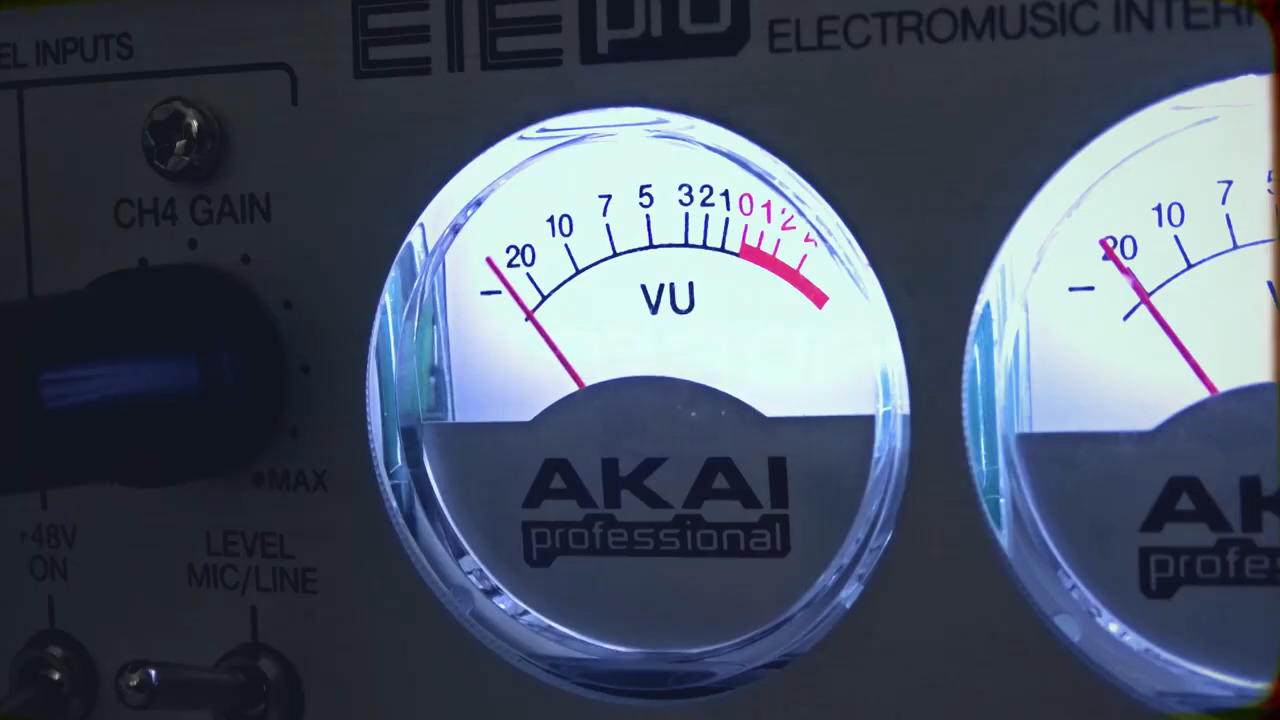 EIE pro ELECTROMUSIC INTER
EL INPUTS
CH4 GAIN
MAX
+48V
ON
LEVEL
MIC/LINE
20 10 7 5 3 2 1 0 1 2
−
VU
AKAI
professional
20 10 7
−
AK
profes